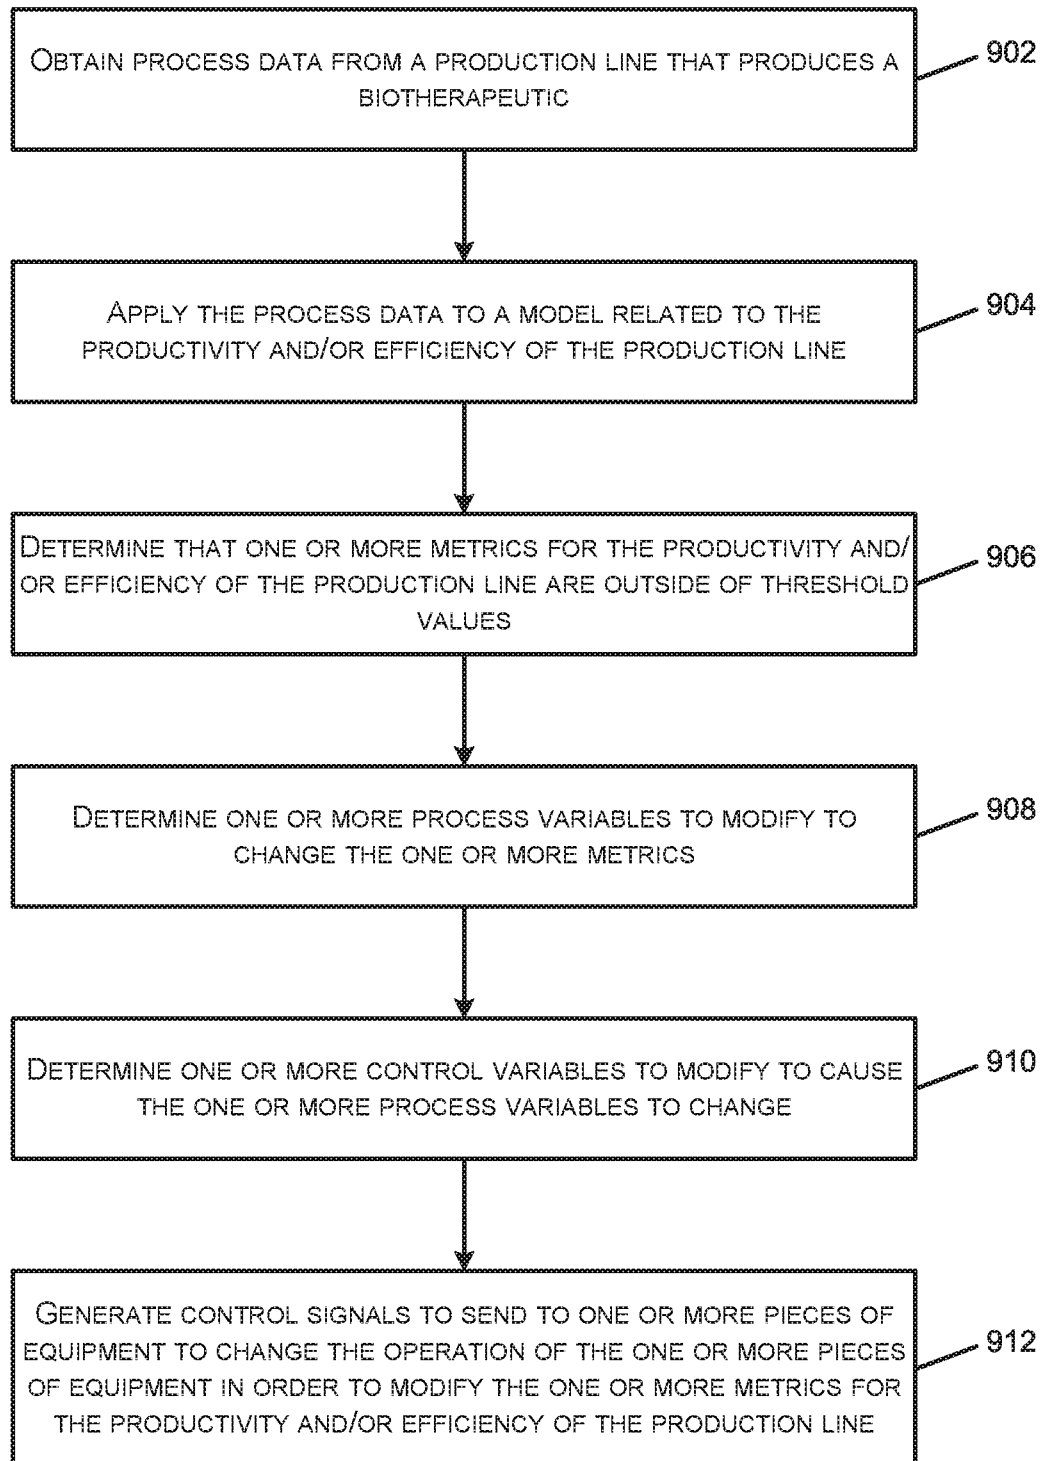 OBTAIN PROCESS DATA FROM A PRODUCTION LINE THAT PRODUCES A
BIOTHERAPEUTIC
902
APPLY THE PROCESS DATA TO A MODEL RELATED TO THE
PRODUCTIVITY AND/OR EFFICIENCY OF THE PRODUCTION LINE
904
DETERMINE THAT ONE OR MORE METRICS FOR THE PRODUCTIVITY AND/
OR EFFICIENCY OF THE PRODUCTION LINE ARE OUTSIDE OF THRESHOLD
VALUES
906
DETERMINE ONE OR MORE PROCESS VARIABLES TO MODIFY TO
CHANGE THE ONE OR MORE METRICS
908
DETERMINE ONE OR MORE CONTROL VARIABLES TO MODIFY TO CAUSE
THE ONE OR MORE PROCESS VARIABLES TO CHANGE
910
GENERATE CONTROL SIGNALS TO SEND TO ONE OR MORE PIECES OF
EQUIPMENT TO CHANGE THE OPERATION OF THE ONE OR MORE PIECES
OF EQUIPMENT IN ORDER TO MODIFY THE ONE OR MORE METRICS FOR
THE PRODUCTIVITY AND/OR EFFICIENCY OF THE PRODUCTION LINE
912